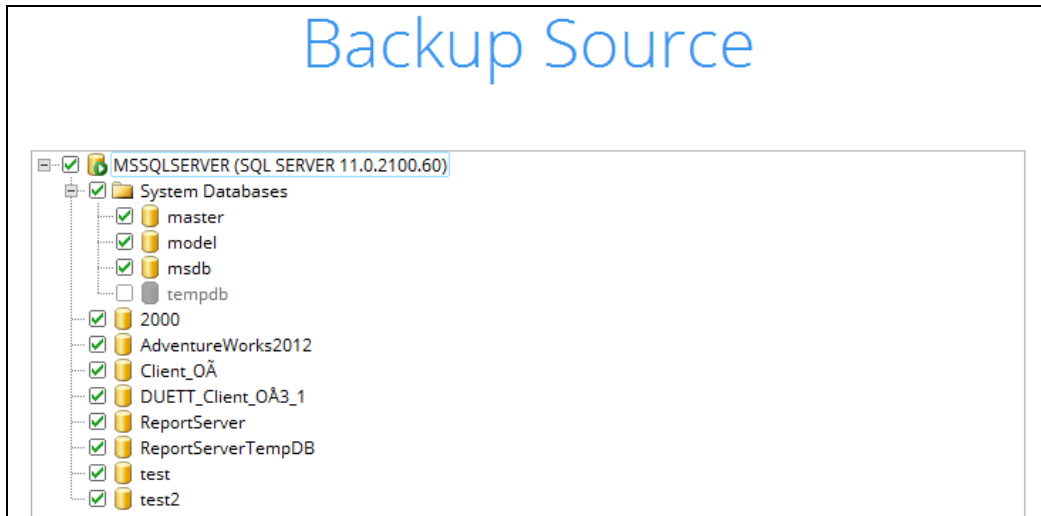 Backup Source
MSSQLSERVER (SQL SERVER 11.0.2100.60)
System Databases
master
model
msdb
tempdb
2000
AdventureWorks2012
Client_OÃ
DUETT_Client_OÅ3_1
ReportServer
ReportServerTempDB
test
test2